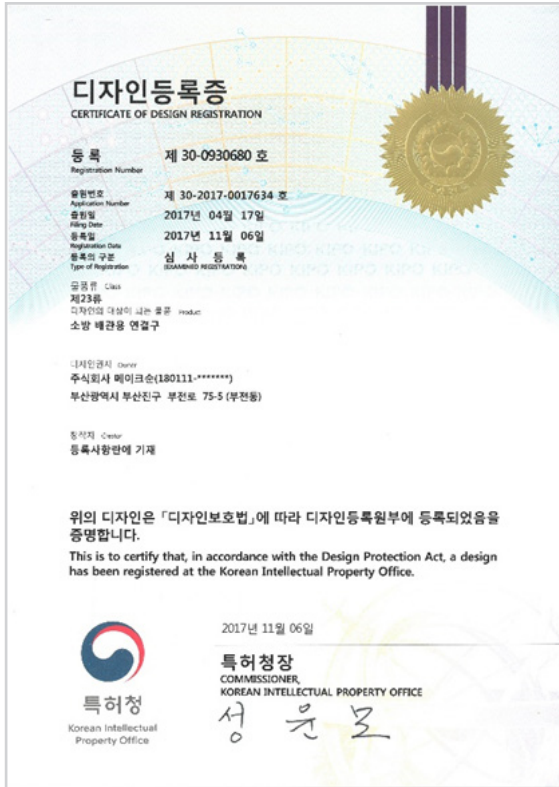 디자인등록증
CERTIFICATE OF DESIGN REGISTRATION
등록 제 30-0930680 호
Registration Number
출원번호 제 30-2017-0017634 호
Application Number
출원일 2017년 04월 17일
Filing Date
등록일 2017년 11월 06일
Registration Date
등록의 구분 심 사 등 록
Type of Registration (EXAMINED REGISTRATION)
물품류 Class
제23류
디자인의 대상이 되는 물품 Product
소방 배관용 연결구
디자인권자 Owner
주식회사 메이크순(180111-*******)
부산광역시 부산진구 부전로 75-5 (부전동)
창작자 Creator
등록사항란에 기재
위의 디자인은 「디자인보호법」에 따라 디자인등록원부에 등록되었음을
증명합니다.
This is to certify that, in accordance with the Design Protection Act, a design
has been registered at the Korean Intellectual Property Office.
2017년 11월 06일
특허청장
COMMISSIONER,
KOREAN INTELLECTUAL PROPERTY OFFICE
성윤모
특허청
Korean Intellectual
Property Office